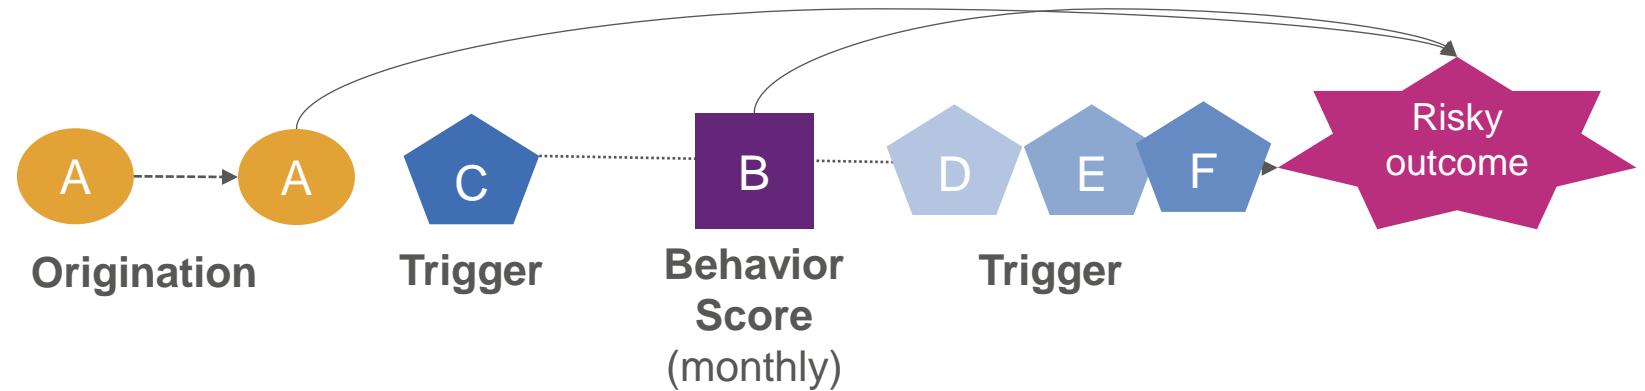 A
A
C
B
D
E
F
Risky
outcome
Origination
Trigger
Behavior
Score
(monthly)
Trigger